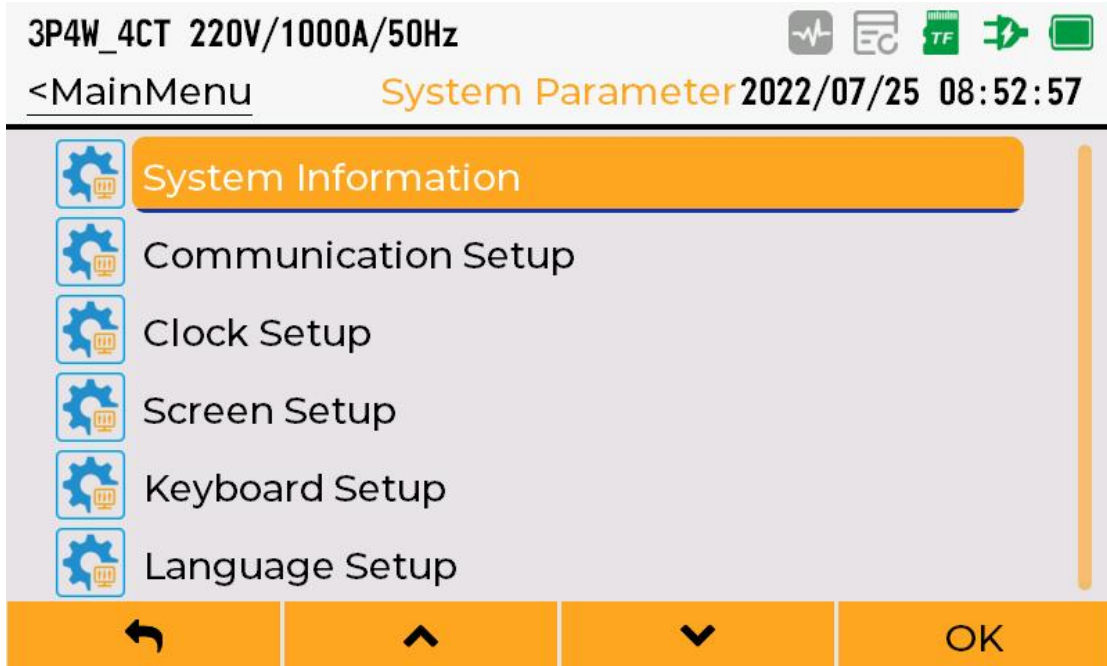 3P4W_4CT 220V/1000A/50Hz TF
<MainMenu System Parameter 2022/07/25 08:52:57
System Information
Communication Setup
Clock Setup
Screen Setup
Keyboard Setup
Language Setup
OK